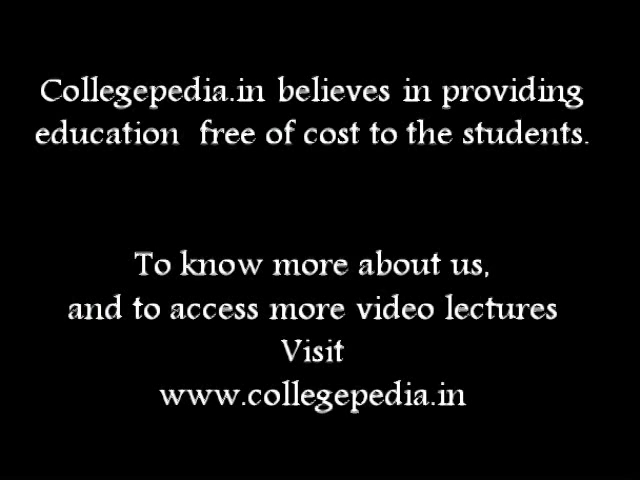 Collegepedia.in believes in providing
education free of cost to the students.
To know more about us,
and to access more video lectures
Visit
www.collegepedia.in